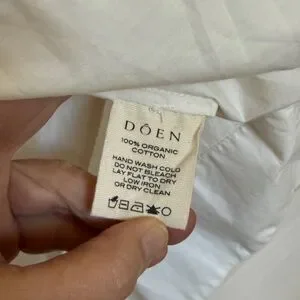 DÔEN
100% ORGANIC
COTTON
HAND WASH COLD
DO NOT BLEACH
LAY FLAT TO DRY
LOW IRON
OR DRY CLEAN